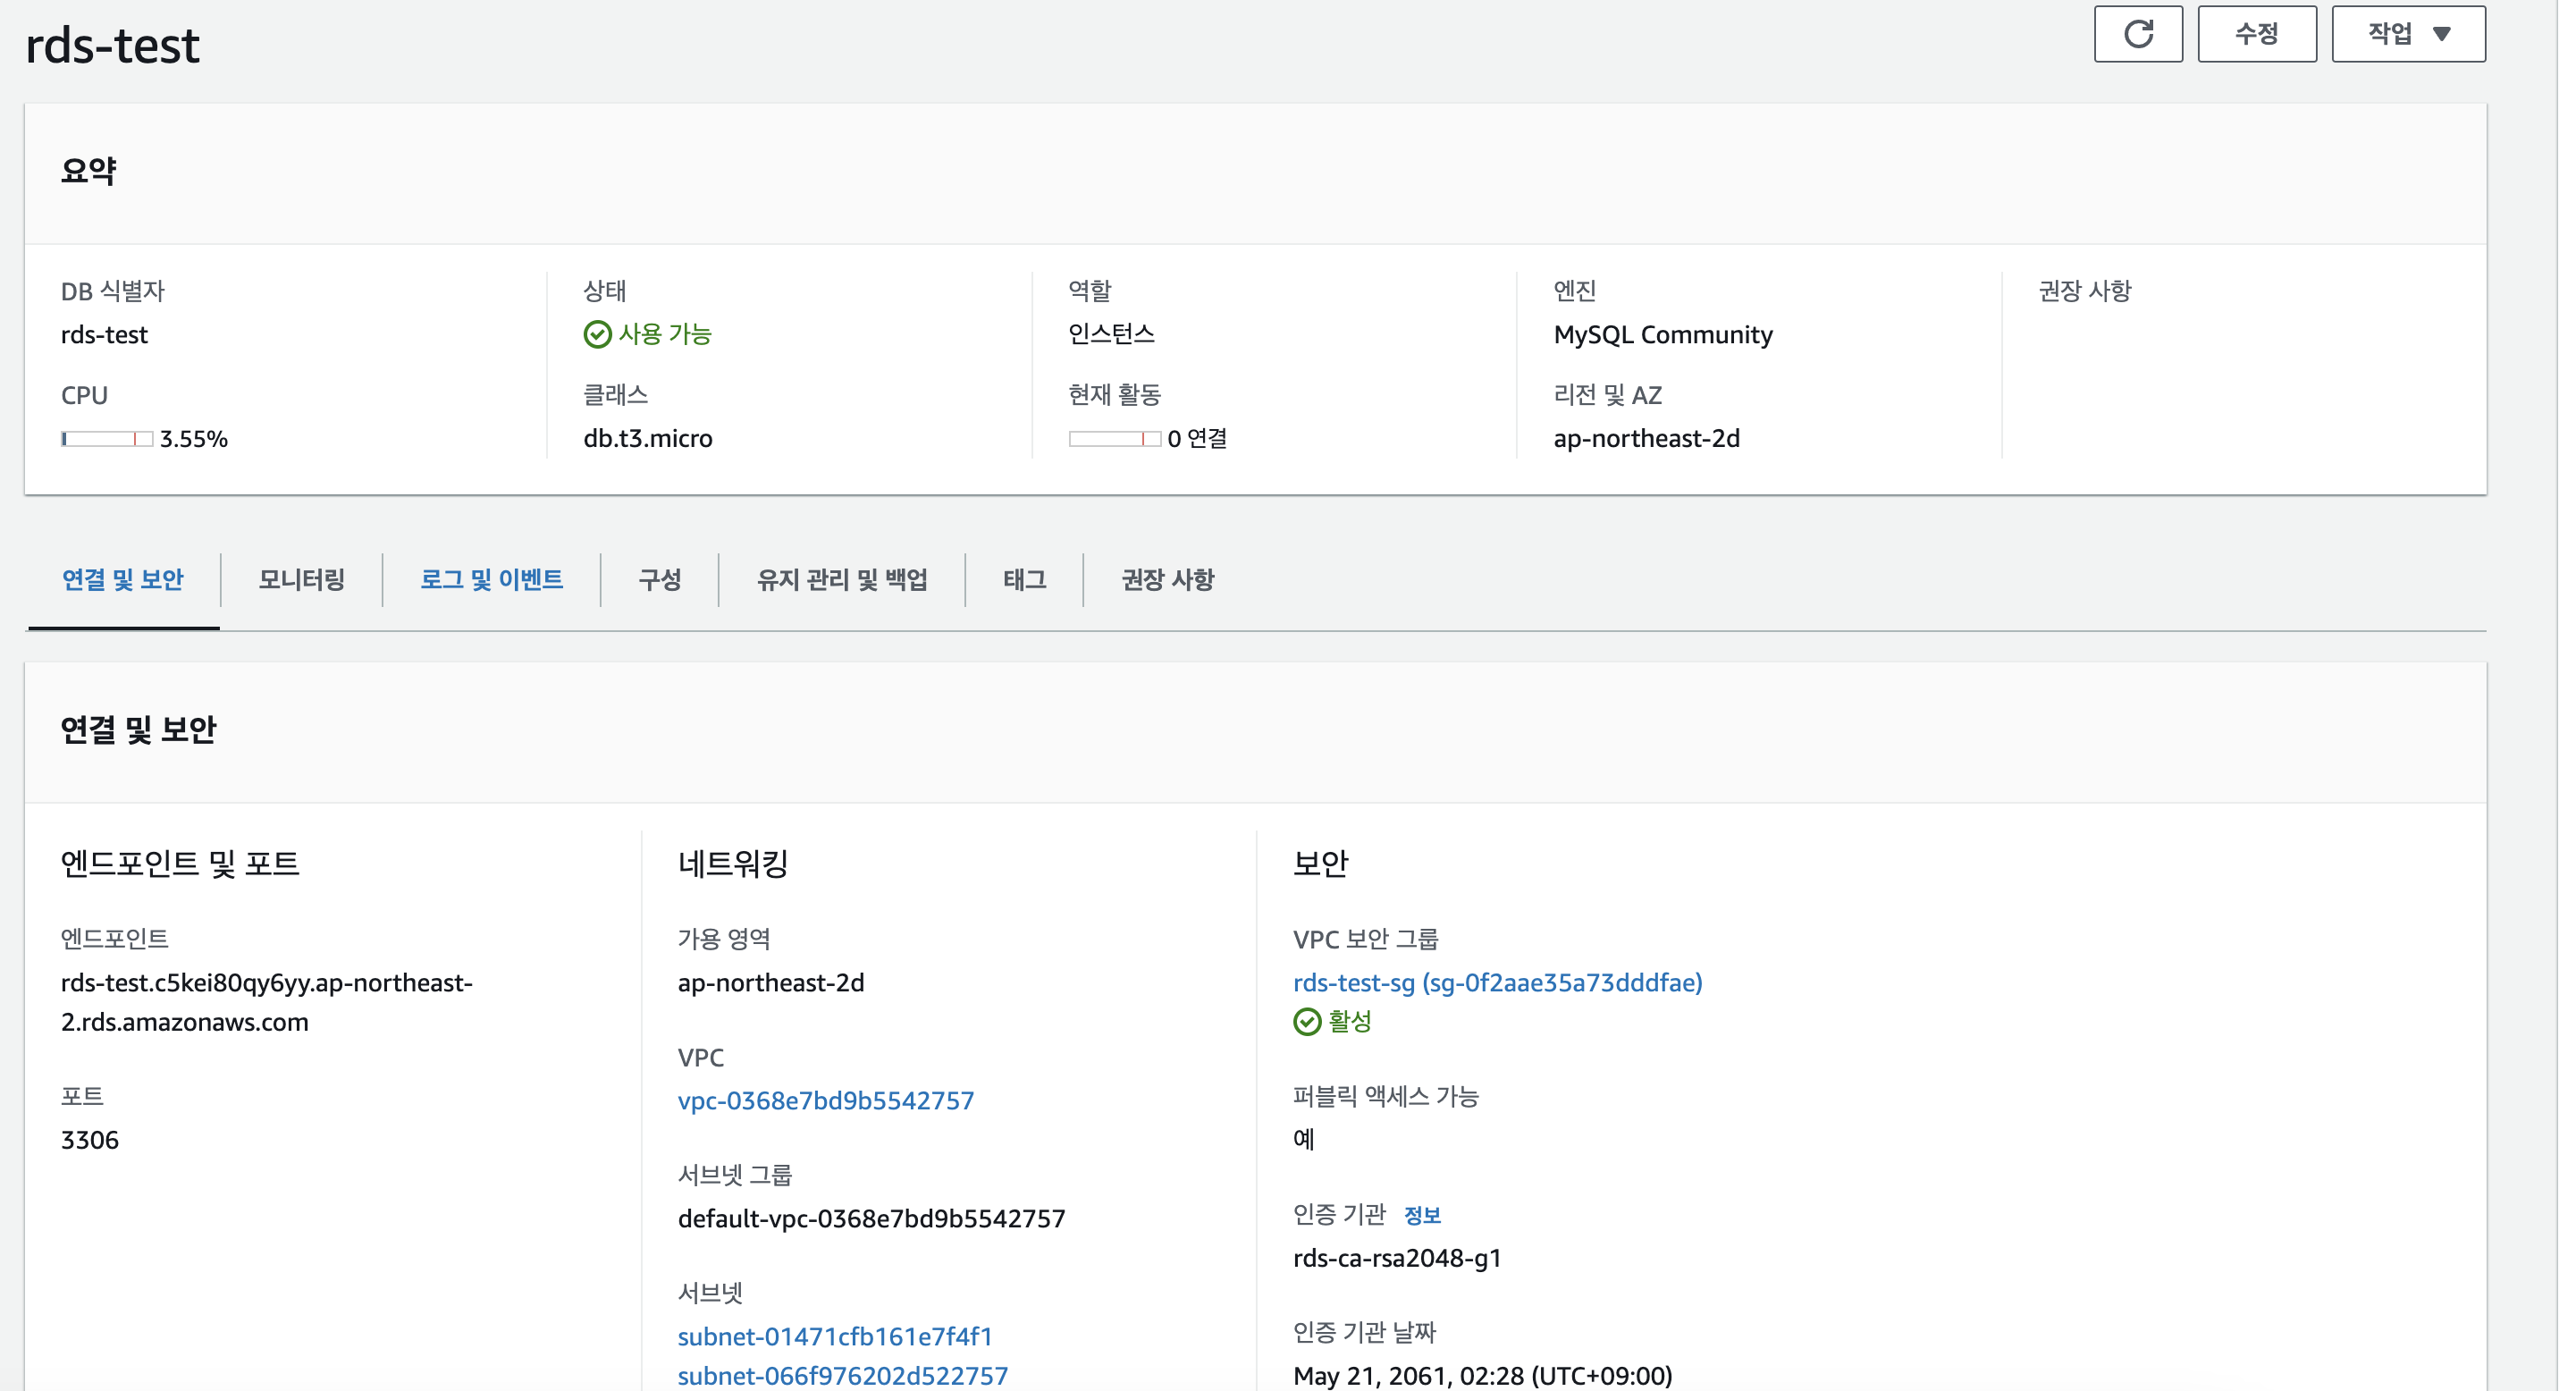 rds-test
수정
작업
요약
DB 식별자
rds-test
상태
사용 가능
역할
인스턴스
엔진
MySQL Community
권장 사항
CPU
3.55%
클래스
db.t3.micro
현재 활동
0 연결
리전 및 AZ
ap-northeast-2d
연결 및 보안
모니터링
로그 및 이벤트
구성
유지 관리 및 백업
태그
권장 사항
연결 및 보안
엔드포인트 및 포트
엔드포인트
rds-test.c5kei80qy6yy.ap-northeast-
2.rds.amazonaws.com
포트
3306
네트워킹
가용 영역
ap-northeast-2d
VPC
vpc-0368e7bd9b5542757
서브넷 그룹
default-vpc-0368e7bd9b5542757
서브넷
subnet-01471cfb161e7f4f1
subnet-066f976202d522757
보안
VPC 보안 그룹
rds-test-sg (sg-0f2aae35a73dddfae)
활성
퍼블릭 액세스 가능
예
인증 기관 정보
rds-ca-rsa2048-g1
인증 기관 날짜
May 21, 2061, 02:28 (UTC+09:00)